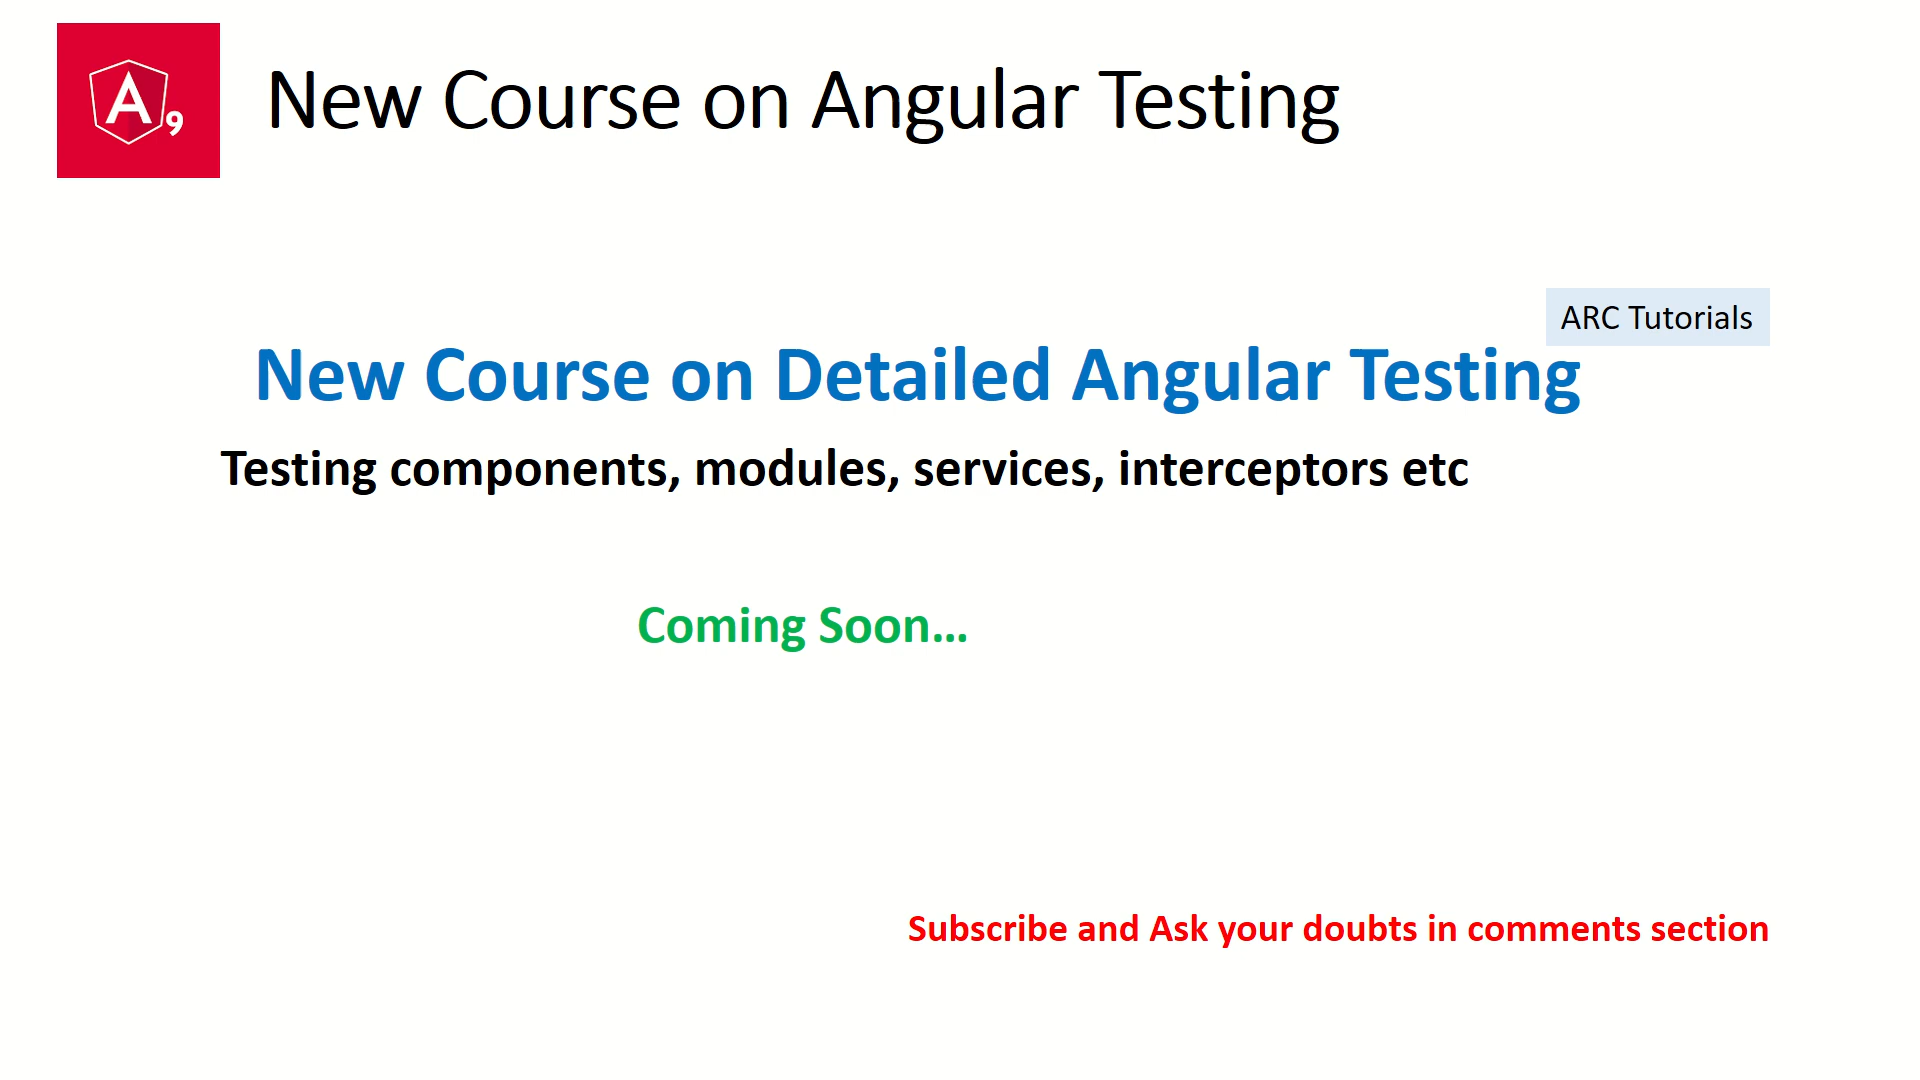 A9
New Course on Angular Testing
ARC Tutorials
New Course on Detailed Angular Testing
Testing components, modules, services, interceptors etc
Coming Soon...
Subscribe and Ask your doubts in comments section